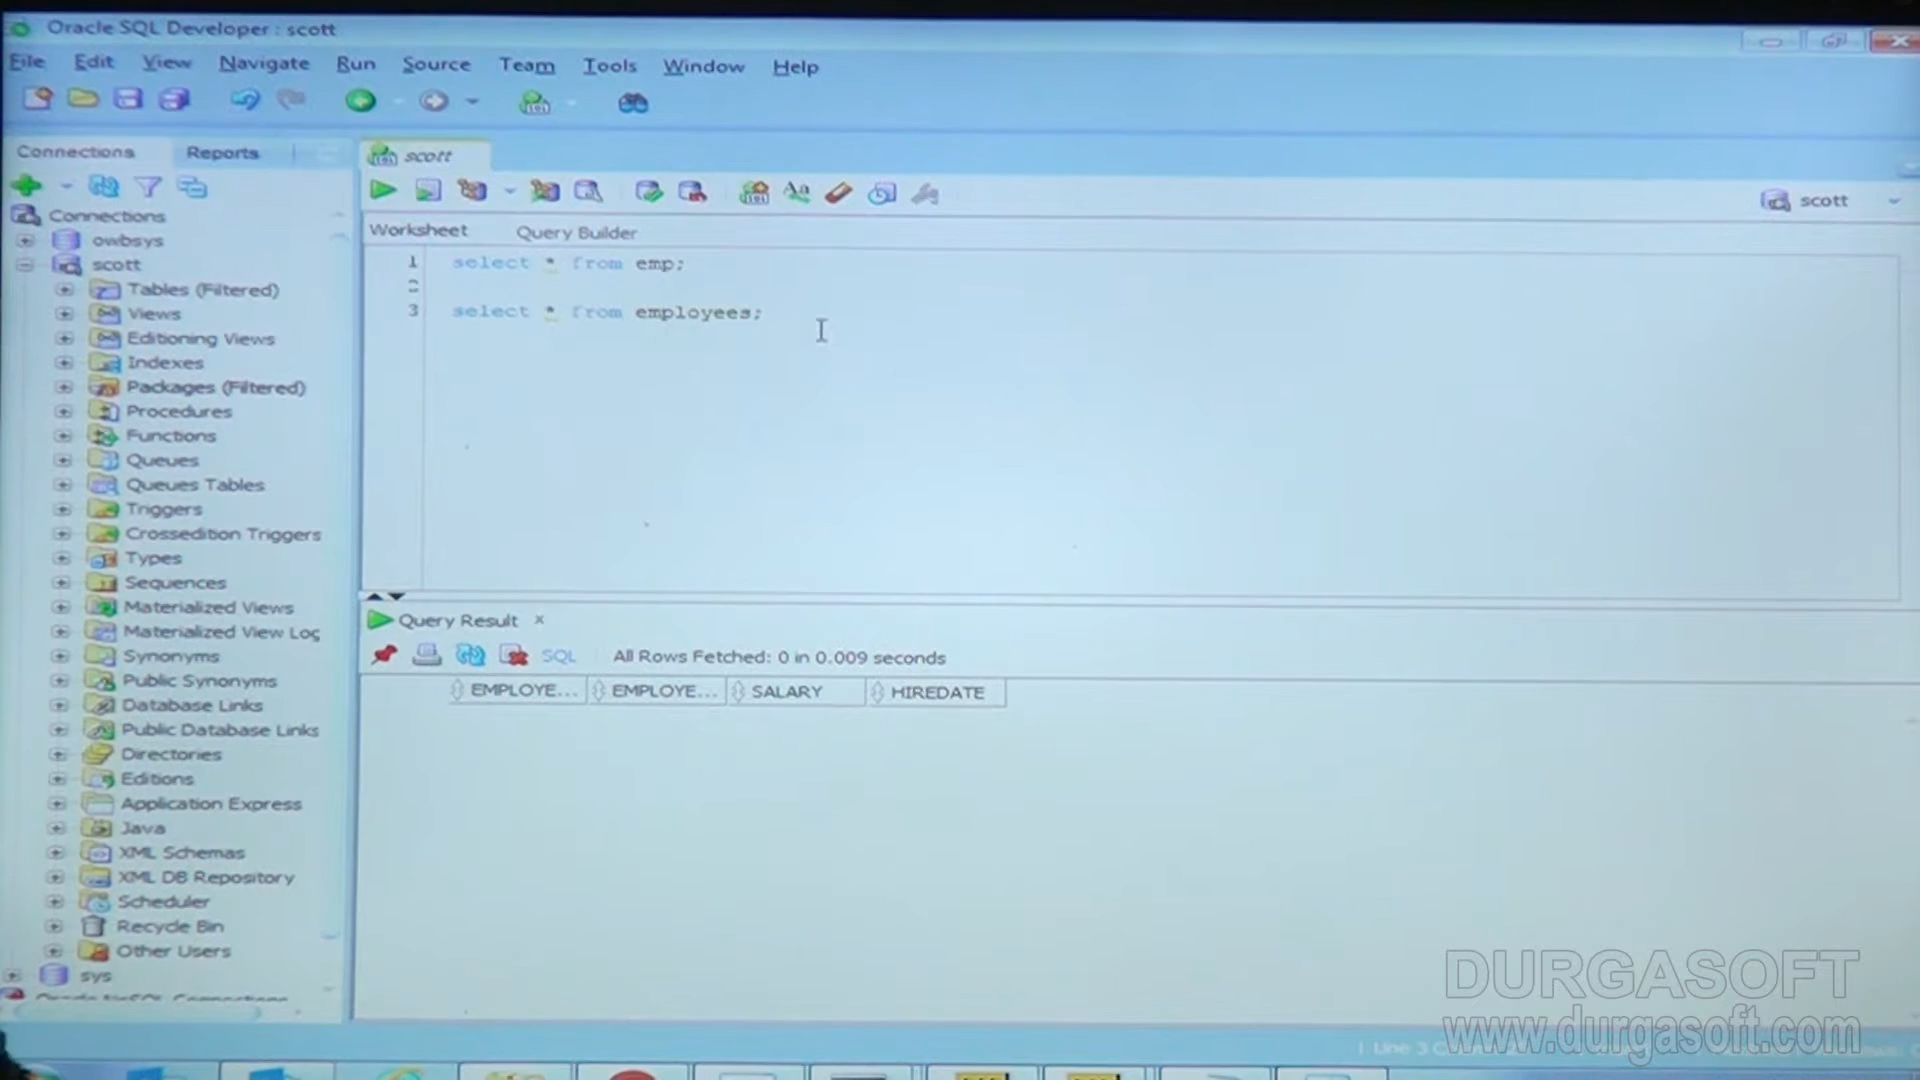 Oracle SQL Developer : scott
File Edit View Navigate Run Source Team Tools Window Help
Connections Reports
scott
scott
Connections
Worksheet Query Builder
owbsys
scott
Tables (Filtered)
Views
Editioning Views
Indexes
Packages (Filtered)
Procedures
Functions
Queues
Queues Tables
Triggers
Crossedition Triggers
Types
Sequences
Materialized Views
Materialized View Log
Synonyms
Public Synonyms
Database Links
Public Database Links
Directories
Editions
Application Express
Java
XML Schemas
XML DB Repository
Scheduler
Recycle Bin
Other Users
sys
1 select * from emp;
2
3 select * from employees;
Query Result x
SQL All Rows Fetched: 0 in 0.009 seconds
EMPLOYE... EMPLOYE... SALARY HIREDATE
Line 3
DURGASOFT
www.durgasoft.com